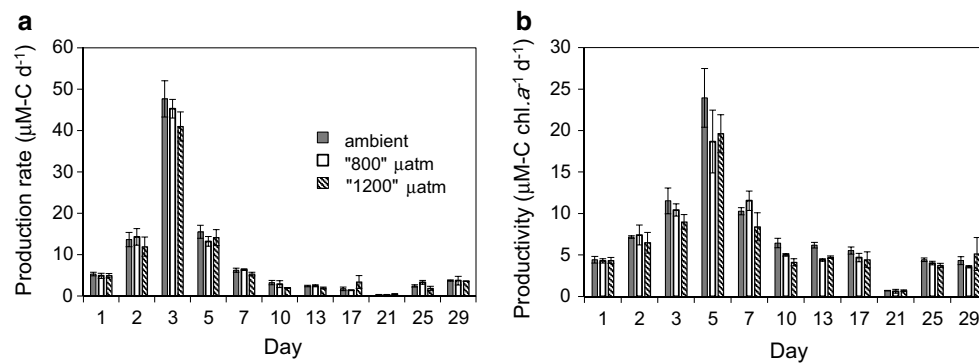 a
Production rate (μM-C d⁻¹)
60
50
40
30
20
10
0
ambient
"800" μatm
"1200" μatm
1 2 3 5 7 10 13 17 21 25 29
Day
b
Productivity (μM-C chl.a⁻¹ d⁻¹)
30
25
20
15
10
5
0
1 2 3 5 7 10 13 17 21 25 29
Day